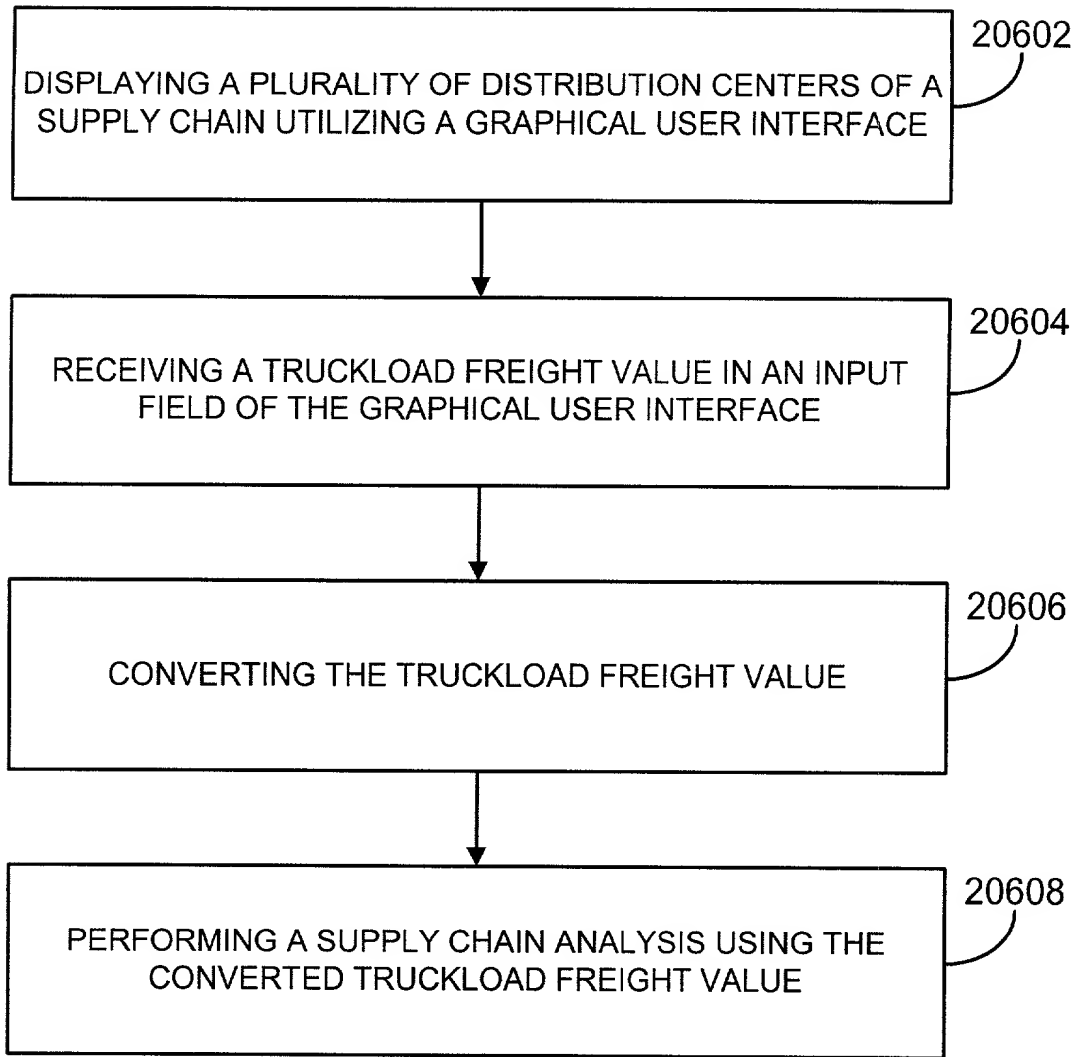 20602
DISPLAYING A PLURALITY OF DISTRIBUTION CENTERS OF A
SUPPLY CHAIN UTILIZING A GRAPHICAL USER INTERFACE
20604
RECEIVING A TRUCKLOAD FREIGHT VALUE IN AN INPUT
FIELD OF THE GRAPHICAL USER INTERFACE
20606
CONVERTING THE TRUCKLOAD FREIGHT VALUE
20608
PERFORMING A SUPPLY CHAIN ANALYSIS USING THE
CONVERTED TRUCKLOAD FREIGHT VALUE